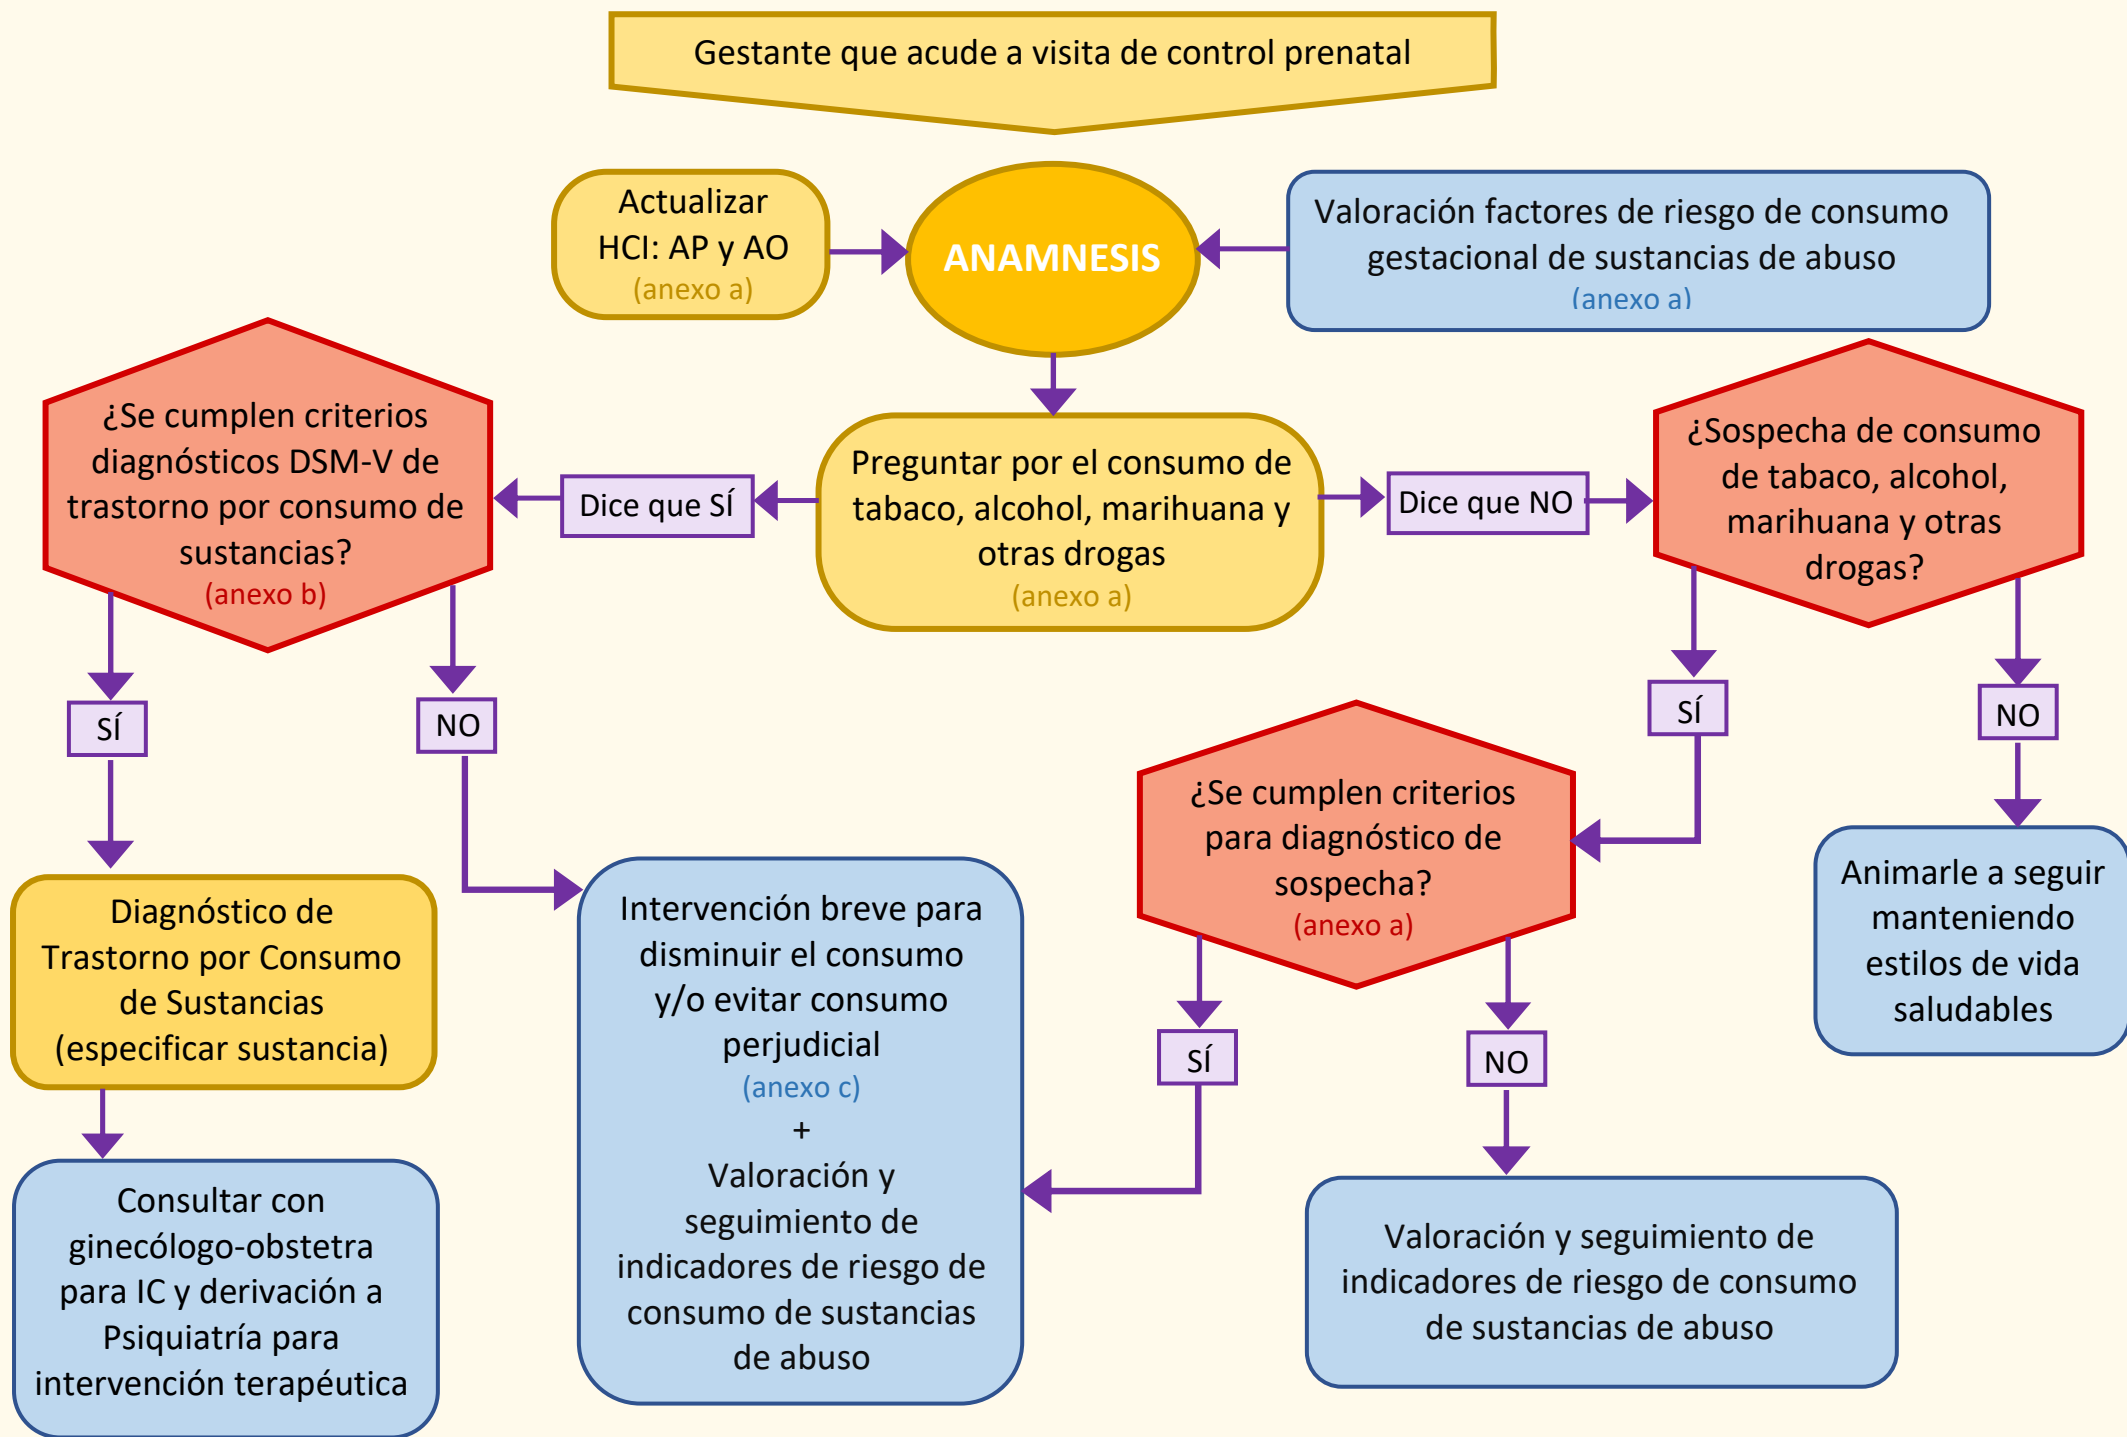 Gestante que acude a visita de control prenatal
Actualizar
HCI: AP y AO
(anexo a)
ANAMNESIS
Valoración factores de riesgo de consumo
gestacional de sustancias de abuso
(anexo a)
¿Se cumplen criterios
diagnósticos DSM-V de
trastorno por consumo de
sustancias?
(anexo b)
Dice que SÍ
Preguntar por el consumo de
tabaco, alcohol, marihuana y
otras drogas
(anexo a)
Dice que NO
¿Sospecha de consumo
de tabaco, alcohol,
marihuana y otras
drogas?
SÍ
NO
SÍ
NO
¿Se cumplen criterios
para diagnóstico de
sospecha?
(anexo a)
Diagnóstico de
Trastorno por Consumo
de Sustancias
(especificar sustancia)
Intervención breve para
disminuir el consumo
y/o evitar consumo
perjudicial
(anexo c)
+
Valoración y
seguimiento de
indicadores de riesgo de
consumo de sustancias
de abuso
SÍ
NO
Animarle a seguir
manteniendo
estilos de vida
saludables
Consultar con
ginecólogo-obstetra
para IC y derivación a
Psiquiatría para
intervención terapéutica
Valoración y seguimiento de
indicadores de riesgo de consumo
de sustancias de abuso